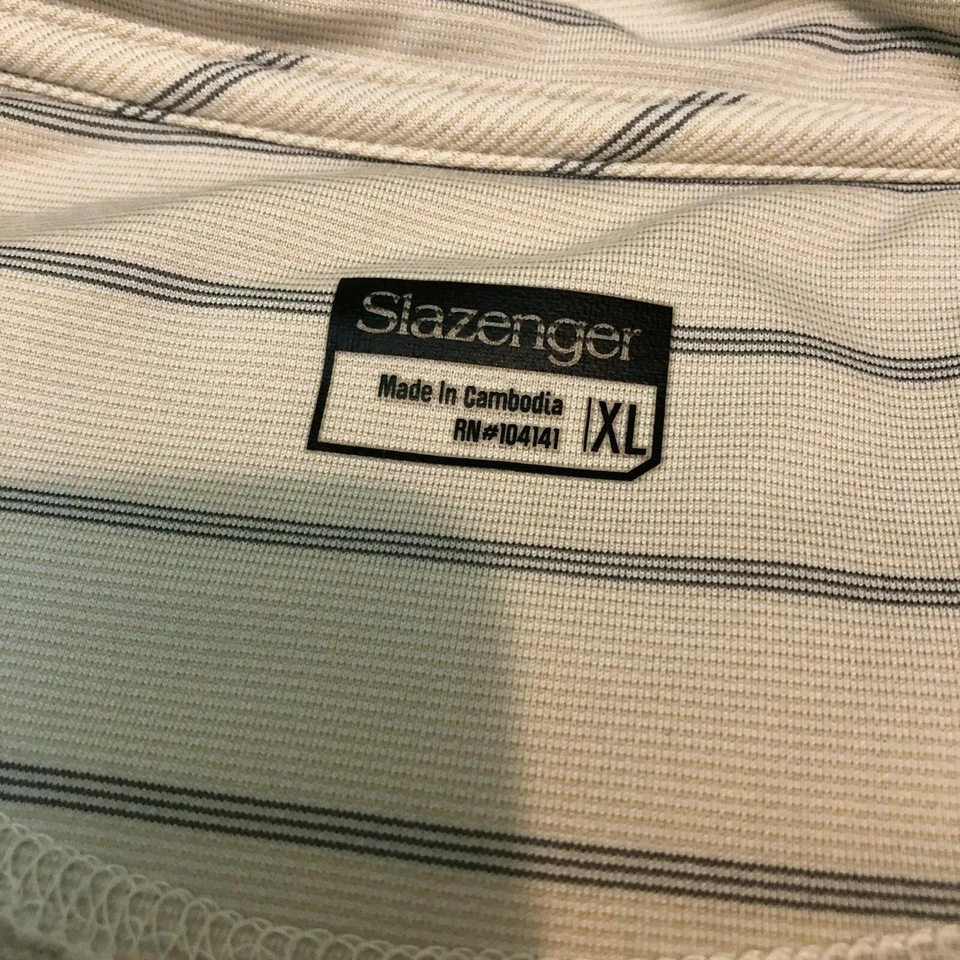 Slazenger
Made In Cambodia
RN#104141
XL